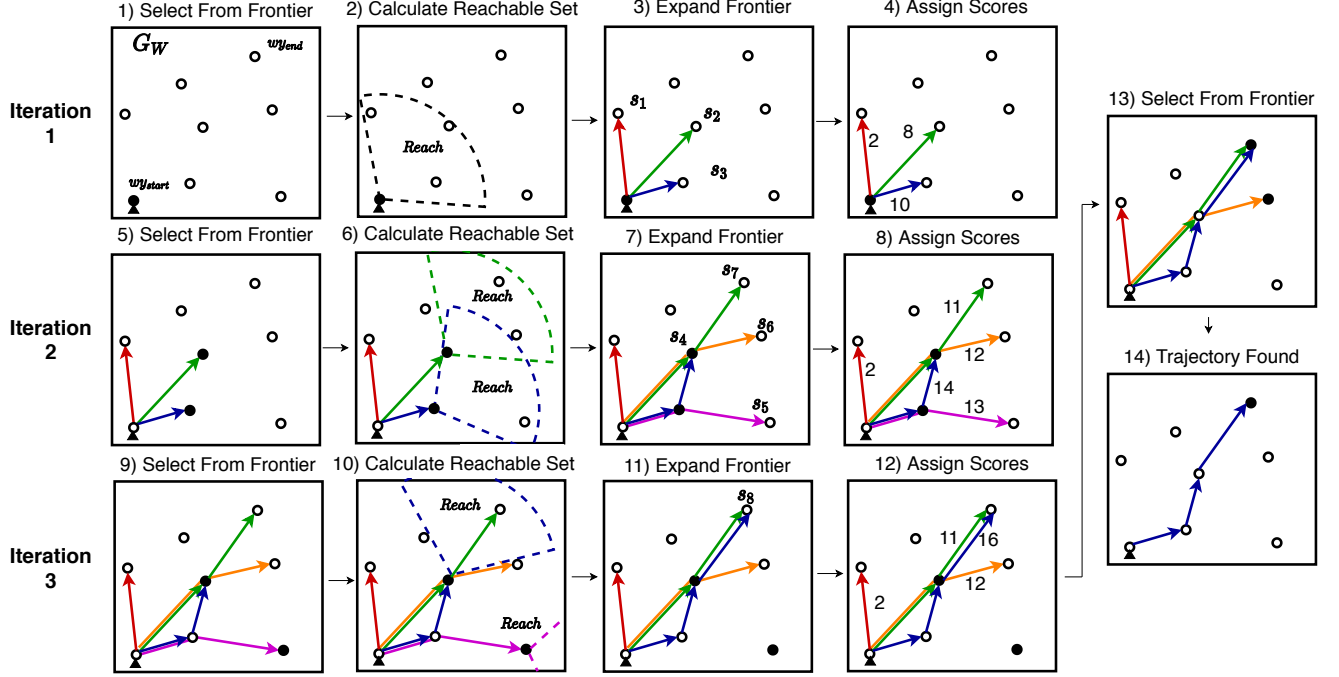 1) Select From Frontier
2) Calculate Reachable Set
3) Expand Frontier
4) Assign Scores
Iteration
1
G_W
wy_end
wy_start
Reach
s_1
s_2
s_3
2
8
10
5) Select From Frontier
6) Calculate Reachable Set
7) Expand Frontier
8) Assign Scores
Iteration
2
Reach
Reach
s_7
s_6
s_4
s_5
11
12
2
14
13
9) Select From Frontier
10) Calculate Reachable Set
11) Expand Frontier
12) Assign Scores
Iteration
3
Reach
Reach
s_8
11
16
12
2
13) Select From Frontier
14) Trajectory Found